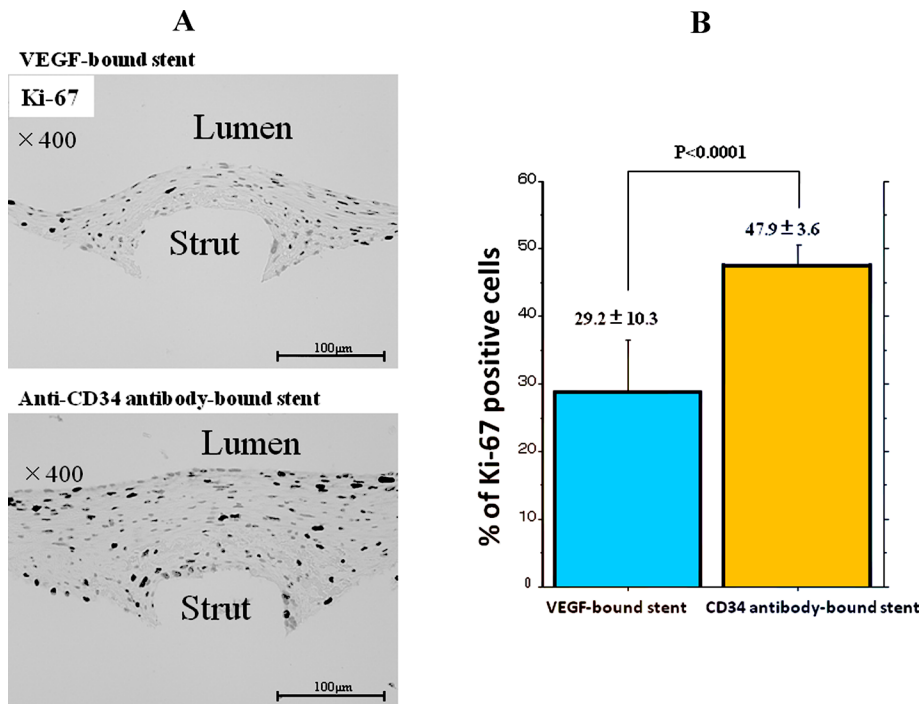 A
VEGF-bound stent
Ki-67
×400
Lumen
Strut
100μm
Anti-CD34 antibody-bound stent
Lumen
×400
Strut
100μm
B
P<0.0001
60
50
40
30
20
10
0
% of Ki-67 positive cells
29.2±10.3
47.9±3.6
VEGF-bound stent
CD34 antibody-bound stent